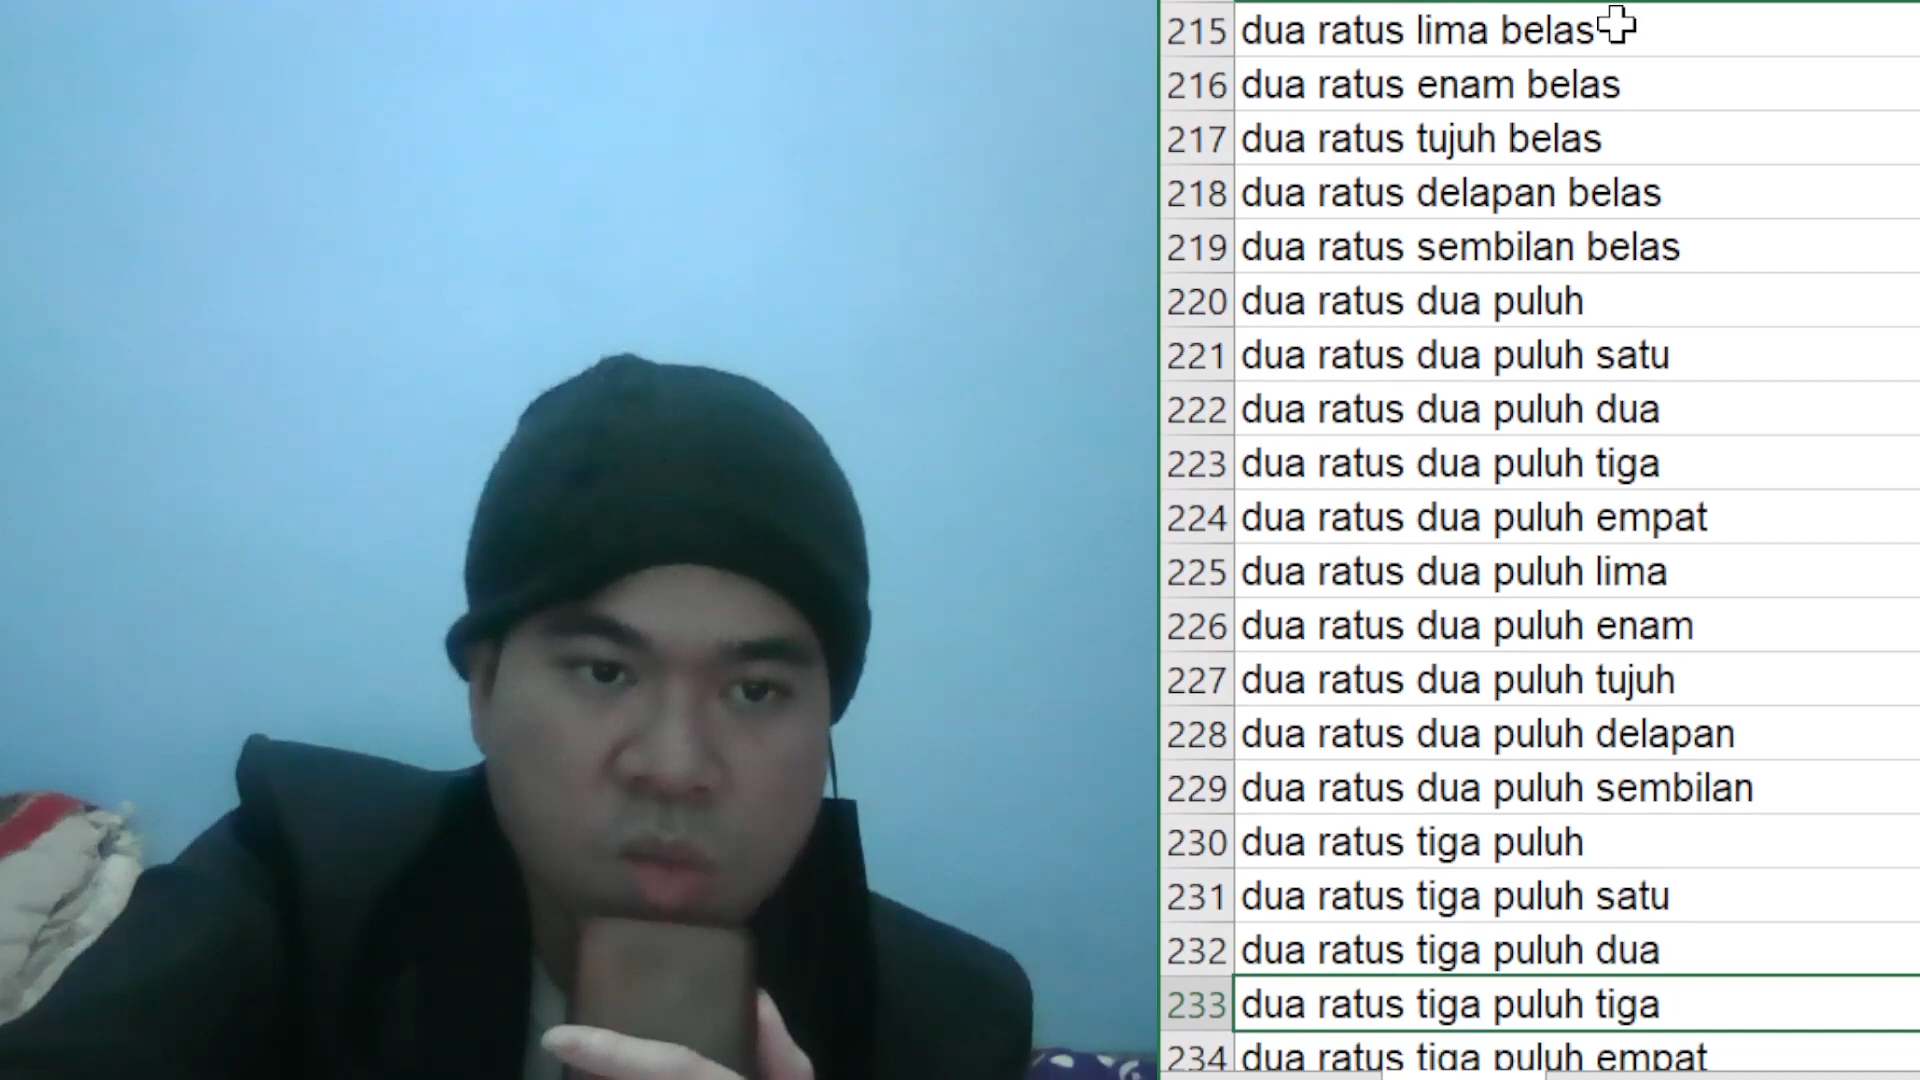 215 dua ratus lima belas
216 dua ratus enam belas
217 dua ratus tujuh belas
218 dua ratus delapan belas
219 dua ratus sembilan belas
220 dua ratus dua puluh
221 dua ratus dua puluh satu
222 dua ratus dua puluh dua
223 dua ratus dua puluh tiga
224 dua ratus dua puluh empat
225 dua ratus dua puluh lima
226 dua ratus dua puluh enam
227 dua ratus dua puluh tujuh
228 dua ratus dua puluh delapan
229 dua ratus dua puluh sembilan
230 dua ratus tiga puluh
231 dua ratus tiga puluh satu
232 dua ratus tiga puluh dua
233 dua ratus tiga puluh tiga
234 dua ratus tiga puluh empat